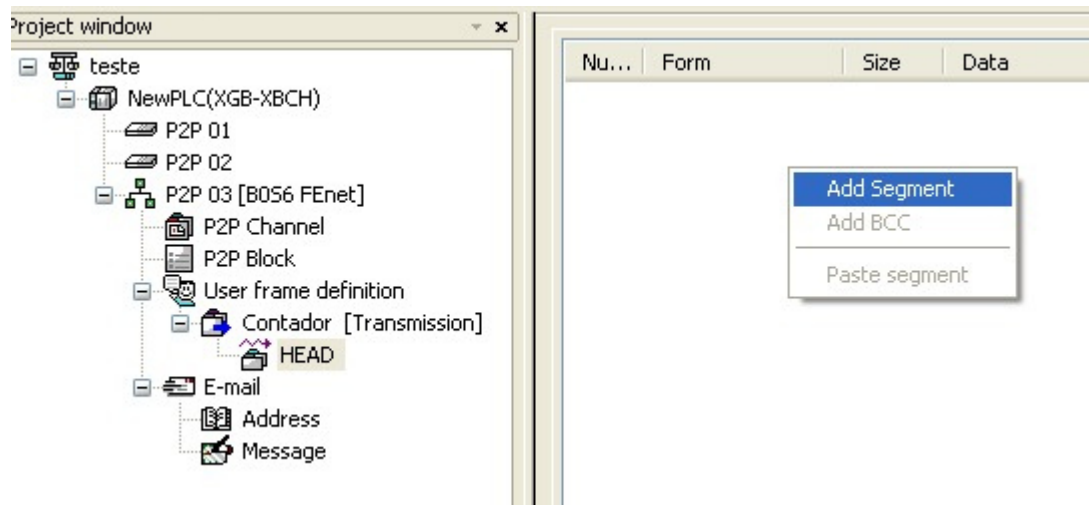 Project window
teste
NewPLC(XGB-XBCH)
P2P 01
P2P 02
P2P 03 [B0S6 FEnet]
P2P Channel
P2P Block
User frame definition
Contador [Transmission]
HEAD
E-mail
Address
Message
Nu... Form Size Data
Add Segment
Add BCC
Paste segment